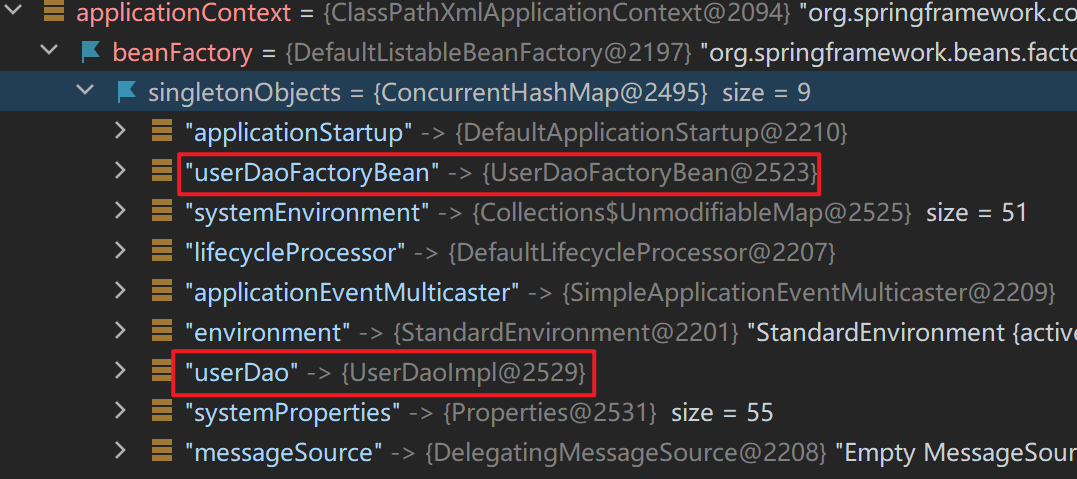 applicationContext = {ClassPathXmlApplicationContext@2094} "org.springframework.co
beanFactory = {DefaultListableBeanFactory@2197} "org.springframework.beans.facto
singletonObjects = {ConcurrentHashMap@2495} size = 9
"applicationStartup" -> {DefaultApplicationStartup@2210}
"userDaoFactoryBean" -> {UserDaoFactoryBean@2523}
"systemEnvironment" -> {Collections$UnmodifiableMap@2525} size = 51
"lifecycleProcessor" -> {DefaultLifecycleProcessor@2207}
"applicationEventMulticaster" -> {SimpleApplicationEventMulticaster@2209}
"environment" -> {StandardEnvironment@2201} "StandardEnvironment {active
"userDao" -> {UserDaoImpl@2529}
"systemProperties" -> {Properties@2531} size = 55
"messageSource" -> {DelegatingMessageSource@2208} "Empty MessageSour